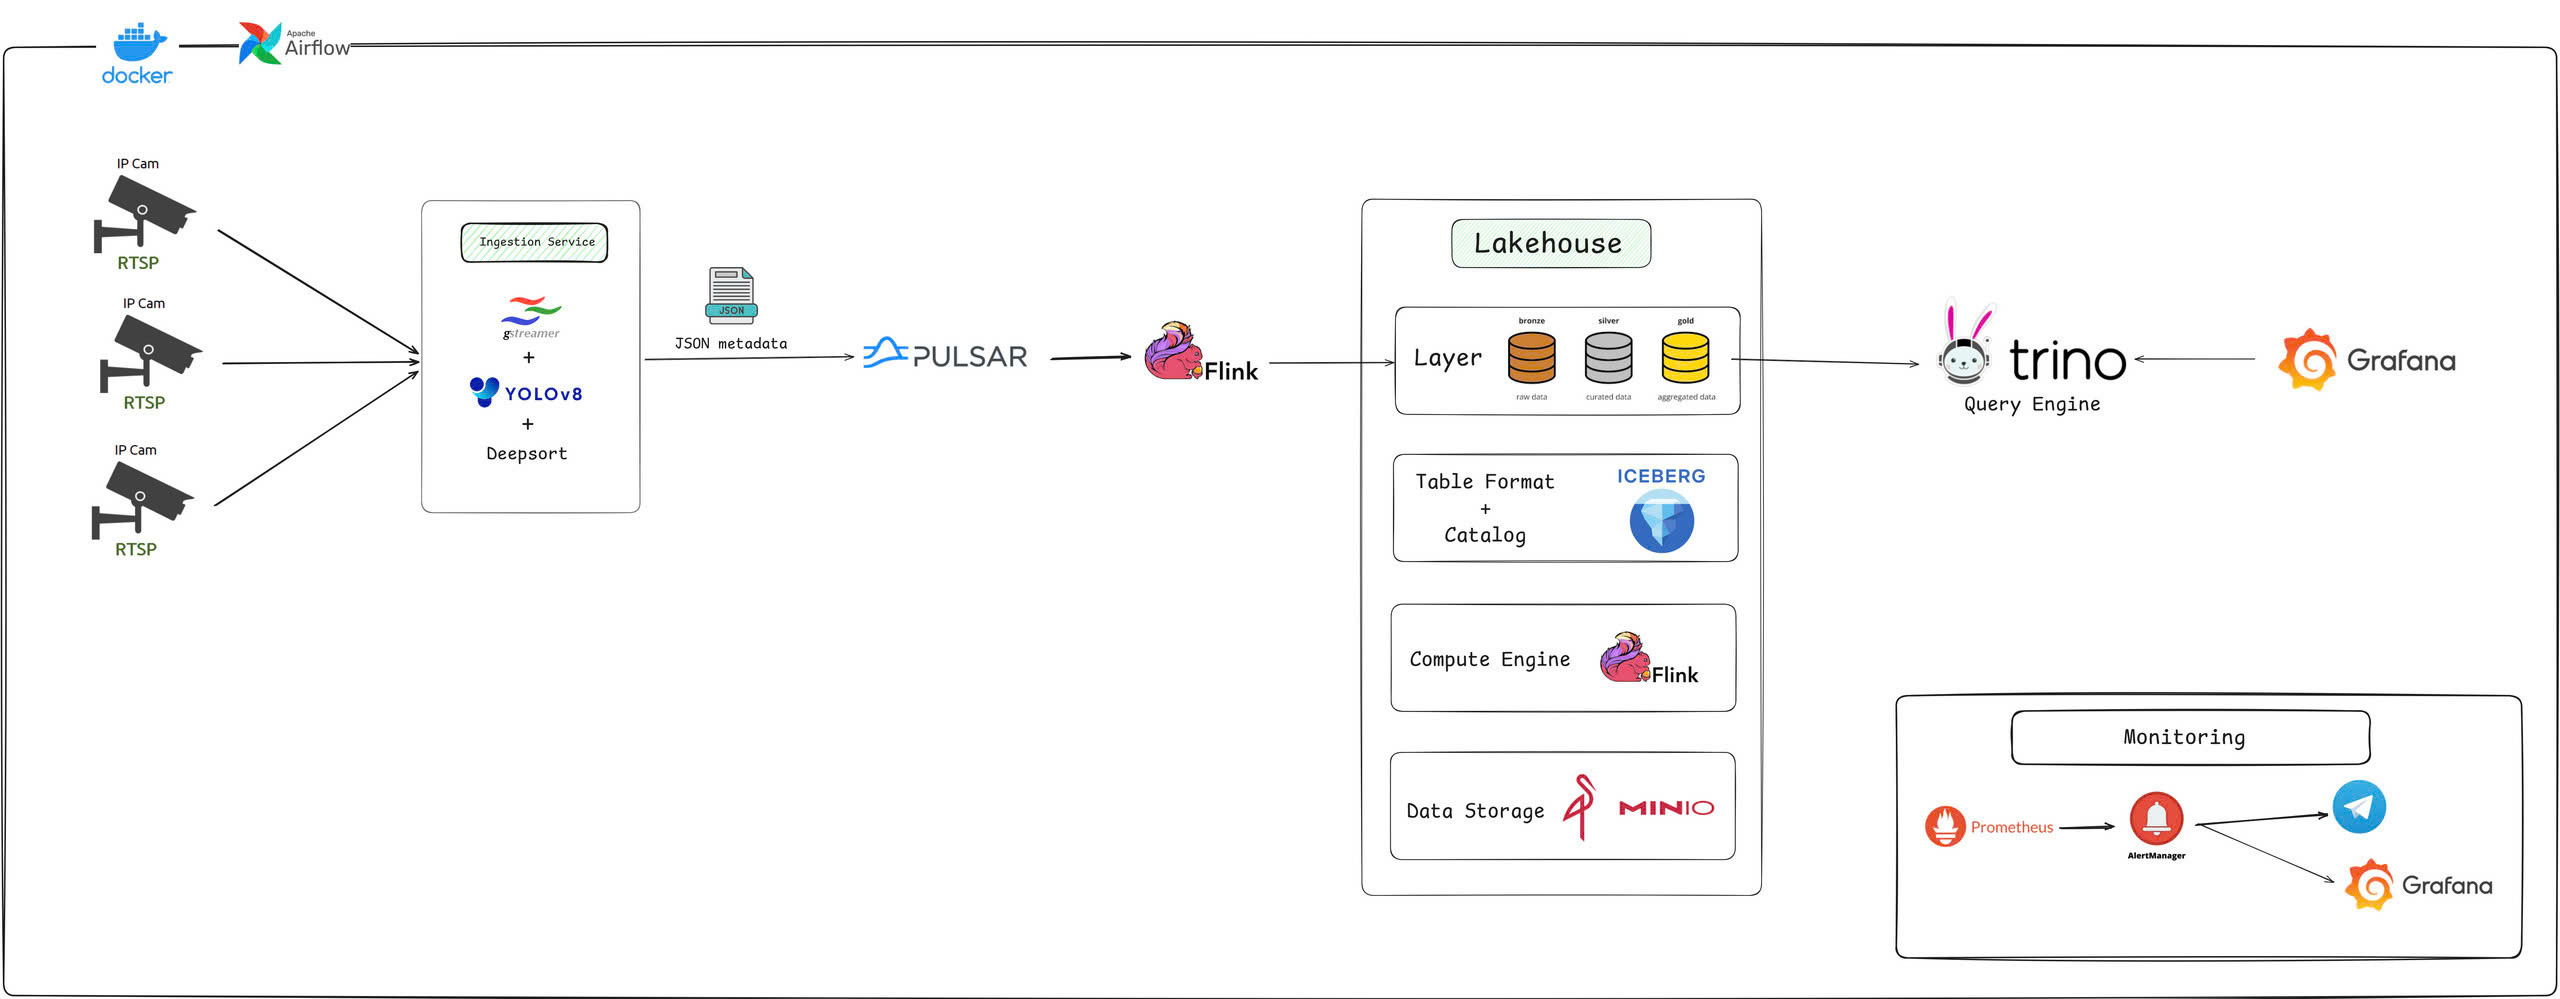 docker
Apache
Airflow
IP Cam
RTSP
IP Cam
RTSP
IP Cam
RTSP
Ingestion Service
gstreamer
+
YOLOv8
+
Deepsort
JSON
JSON metadata
PULSAR
Flink
Lakehouse
Layer
bronze
silver
gold
raw data
curated data
aggregated data
Table Format
+
Catalog
ICEBERG
Compute Engine
Flink
Data Storage
MINIO
trino
Query Engine
Grafana
Monitoring
Prometheus
AlertManager
Grafana